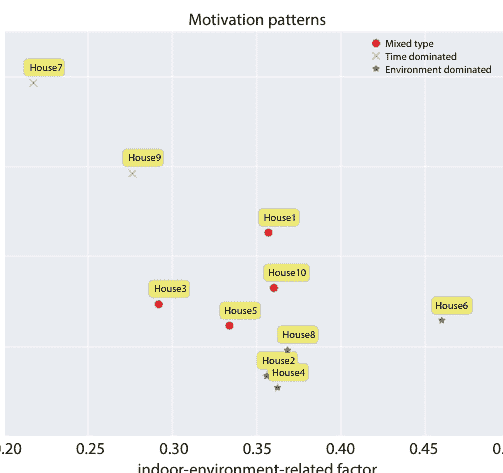 Motivation patterns
Mixed type
Time dominated
Environment dominated
House7
House9
House1
House10
House3
House5
House6
House8
House2
House4
0.20 0.25 0.30 0.35 0.40 0.45
indoor-environment-related factor